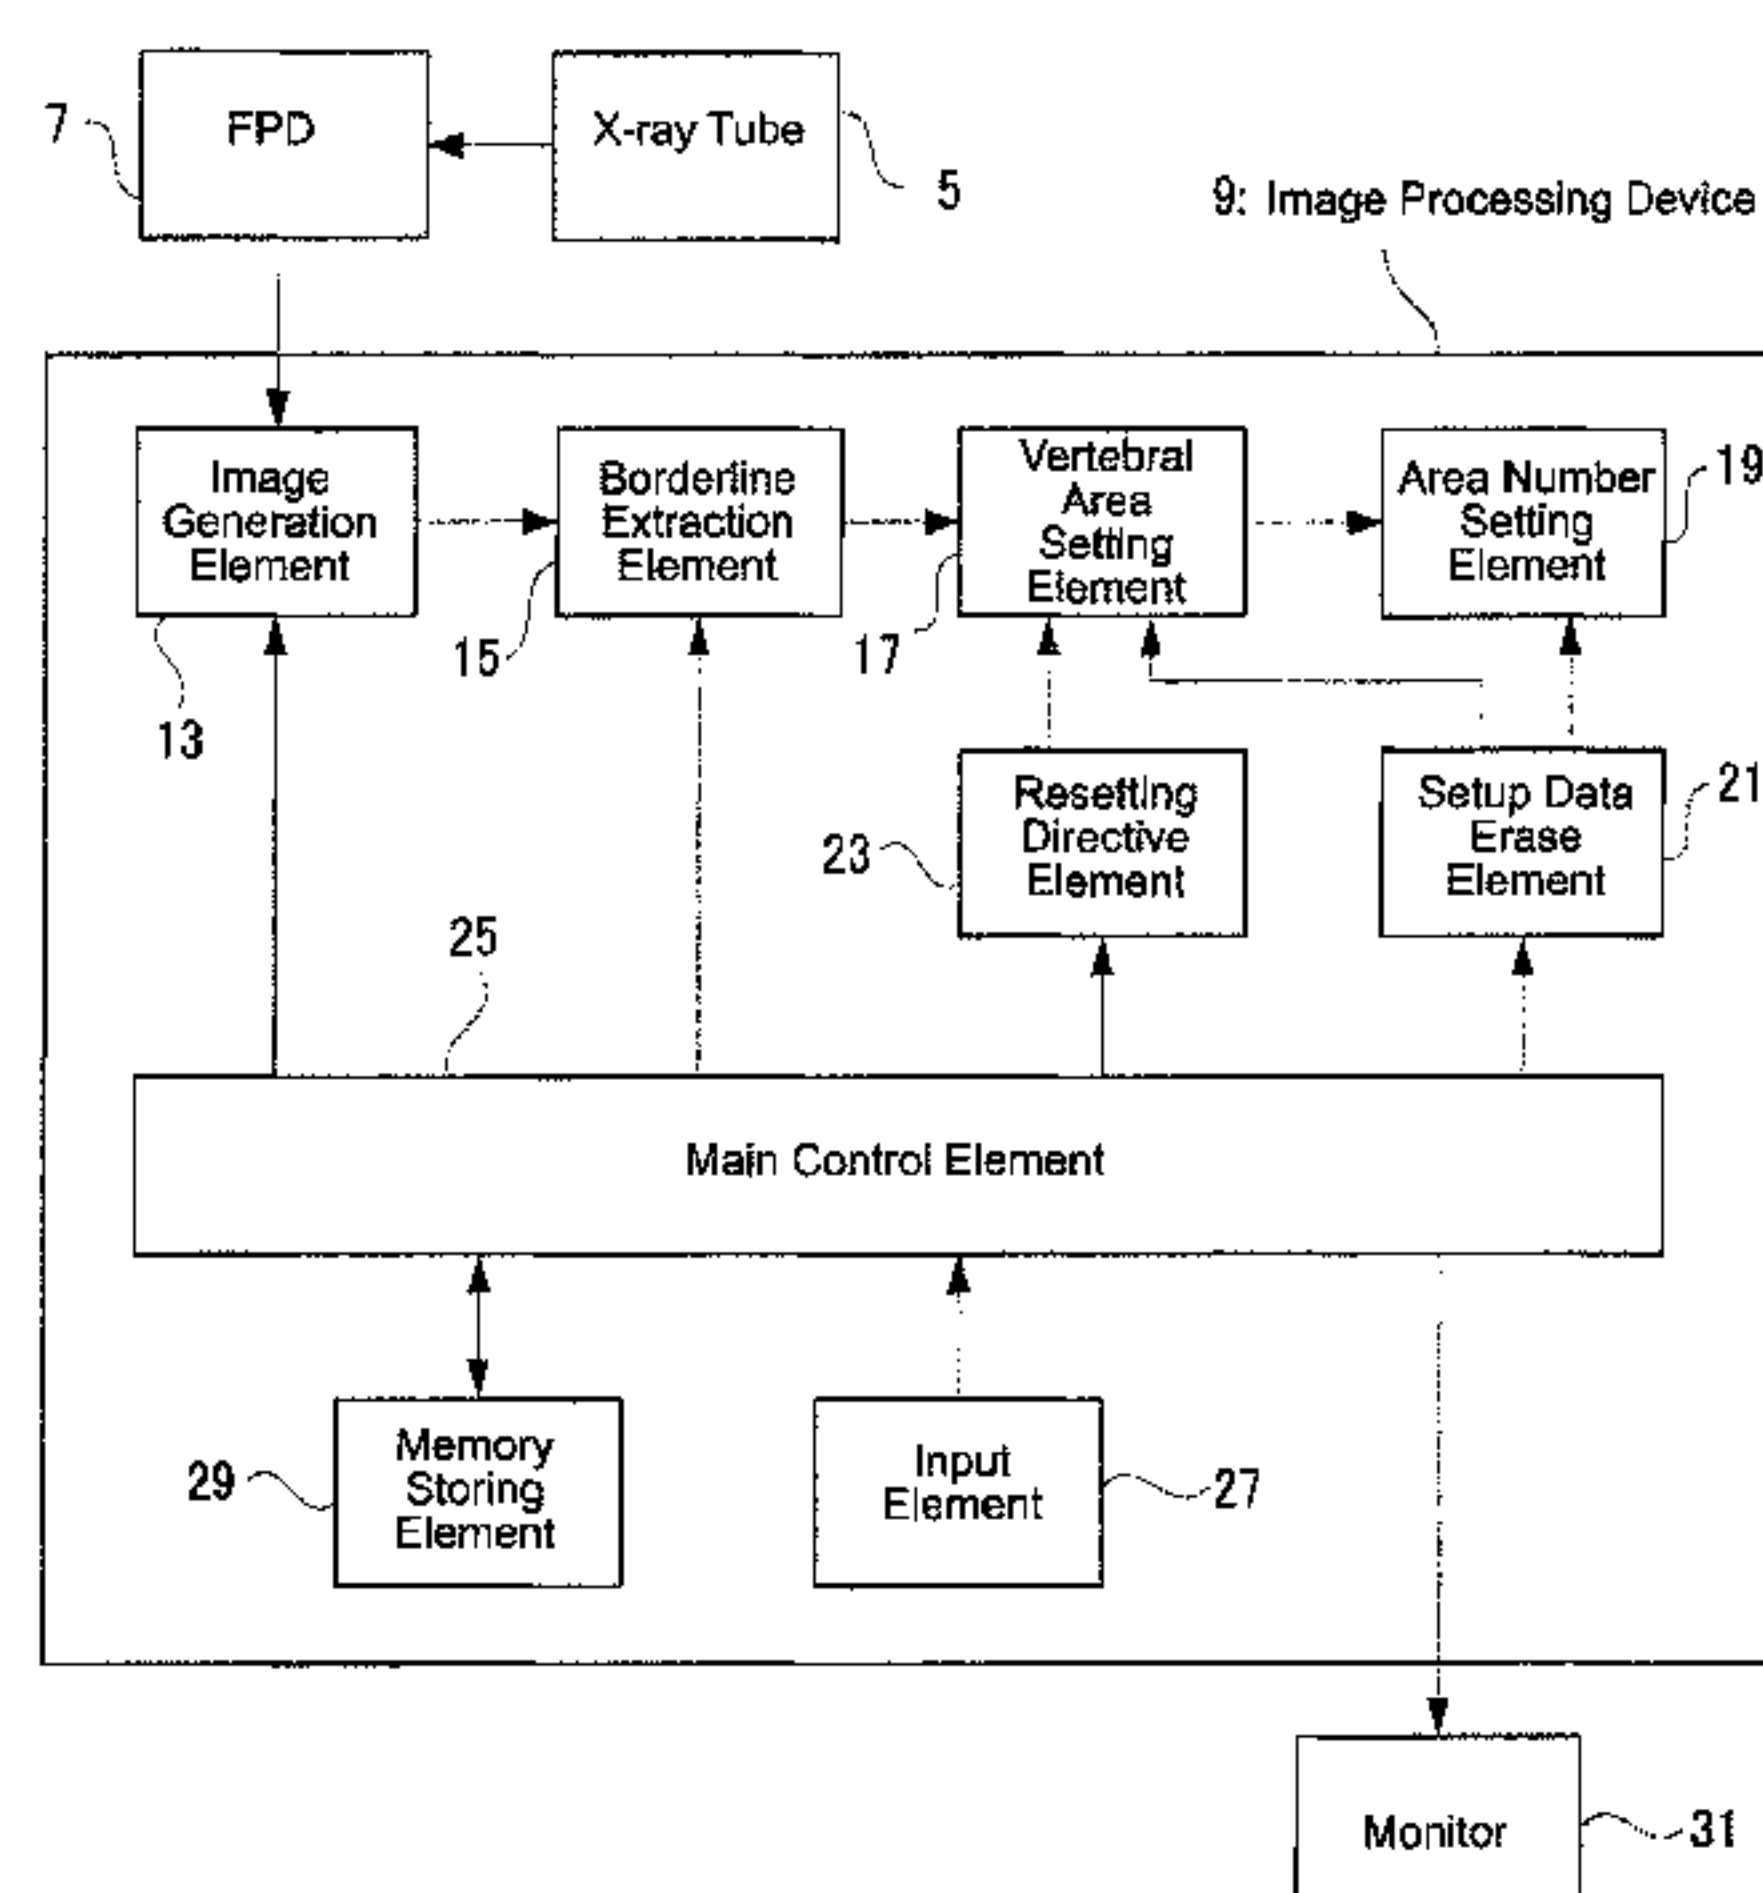 7
FPD
X-ray Tube
5
9: Image Processing Device
Image
Generation
Element
13
Borderline
Extraction
Element
15
Vertebral
Area
Setting
Element
17
Area Number
Setting
Element
19
Resetting
Directive
Element
23
Setup Data
Erase
Element
21
25
Main Control Element
Memory
Storing
Element
29
Input
Element
27
Monitor
31